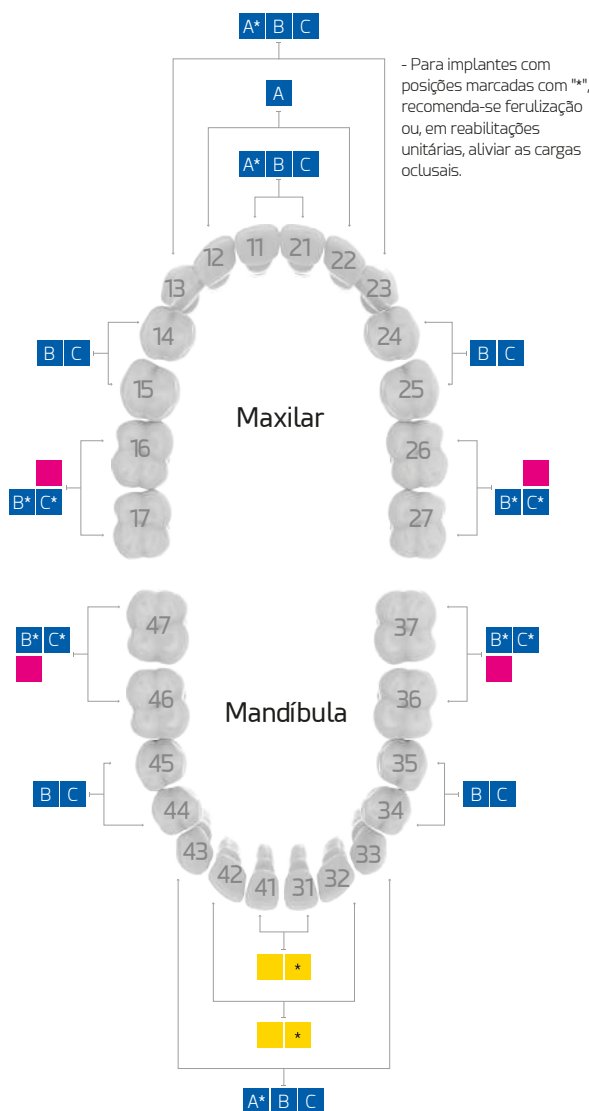 A* B C
- Para implantes com
posições marcadas com "*",
recomenda-se ferulização
ou, em reabilitações
unitárias, aliviar as cargas
oclusais.
A
A* B C
11 21
12 22
13 23
14 24
B C B C
15 25
Maxilar
16 26
B* C* B* C*
17 27
47 37
B* C* B* C*
46 36
Mandíbula
45 35
B C B C
44 34
43 33
42 32
41 31
*
*
A* B C